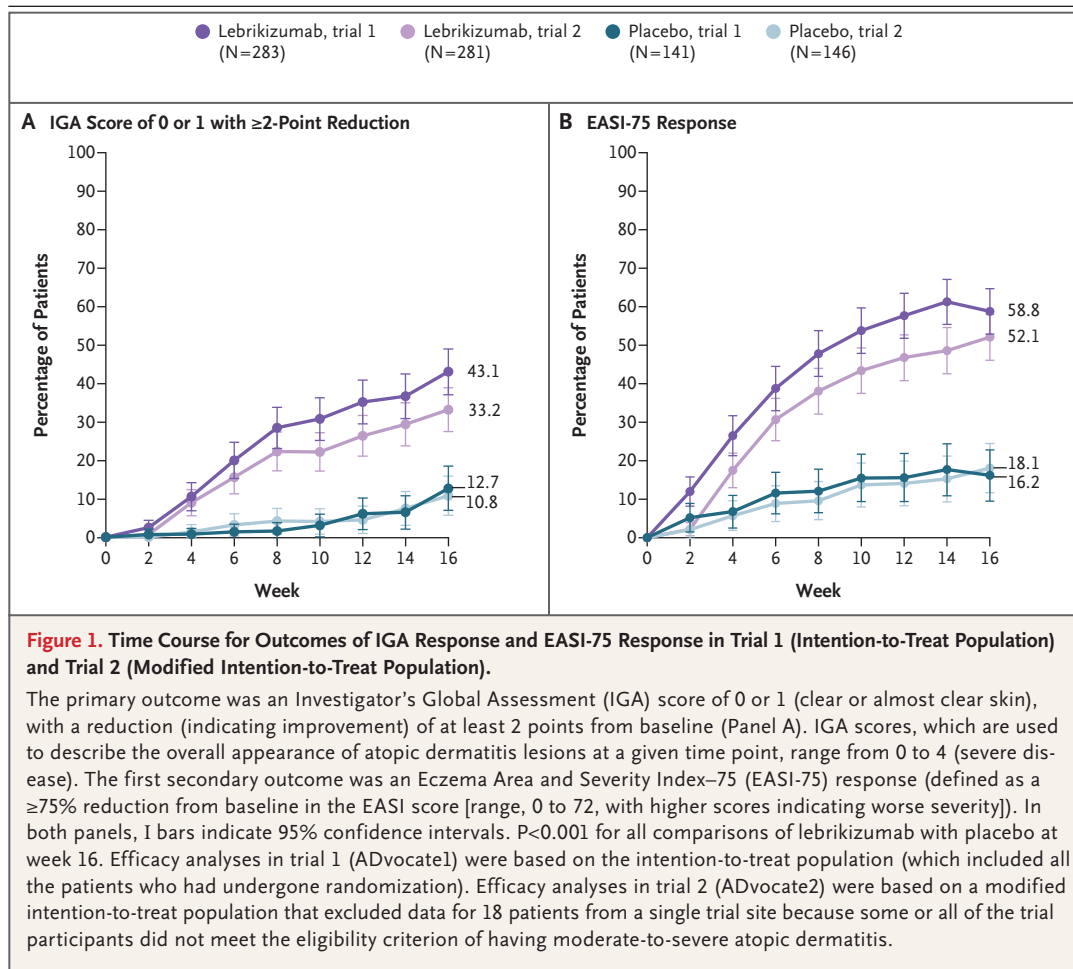 Lebrikizumab, trial 1 (N=283)
Lebrikizumab, trial 2 (N=281)
Placebo, trial 1 (N=141)
Placebo, trial 2 (N=146)
A IGA Score of 0 or 1 with ≥2-Point Reduction
Percentage of Patients
100
90
80
70
60
50
40
30
20
10
0
43.1
33.2
12.7
10.8
0 2 4 6 8 10 12 14 16
Week
B EASI-75 Response
Percentage of Patients
100
90
80
70
60
50
40
30
20
10
0
58.8
52.1
18.1
16.2
0 2 4 6 8 10 12 14 16
Week
Figure 1. Time Course for Outcomes of IGA Response and EASI-75 Response in Trial 1 (Intention-to-Treat Population)
and Trial 2 (Modified Intention-to-Treat Population).
The primary outcome was an Investigator's Global Assessment (IGA) score of 0 or 1 (clear or almost clear skin),
with a reduction (indicating improvement) of at least 2 points from baseline (Panel A). IGA scores, which are used
to describe the overall appearance of atopic dermatitis lesions at a given time point, range from 0 to 4 (severe dis-
ease). The first secondary outcome was an Eczema Area and Severity Index–75 (EASI-75) response (defined as a
≥75% reduction from baseline in the EASI score [range, 0 to 72, with higher scores indicating worse severity]). In
both panels, I bars indicate 95% confidence intervals. P<0.001 for all comparisons of lebrikizumab with placebo at
week 16. Efficacy analyses in trial 1 (ADvocate1) were based on the intention-to-treat population (which included all
the patients who had undergone randomization). Efficacy analyses in trial 2 (ADvocate2) were based on a modified
intention-to-treat population that excluded data for 18 patients from a single trial site because some or all of the trial
participants did not meet the eligibility criterion of having moderate-to-severe atopic dermatitis.